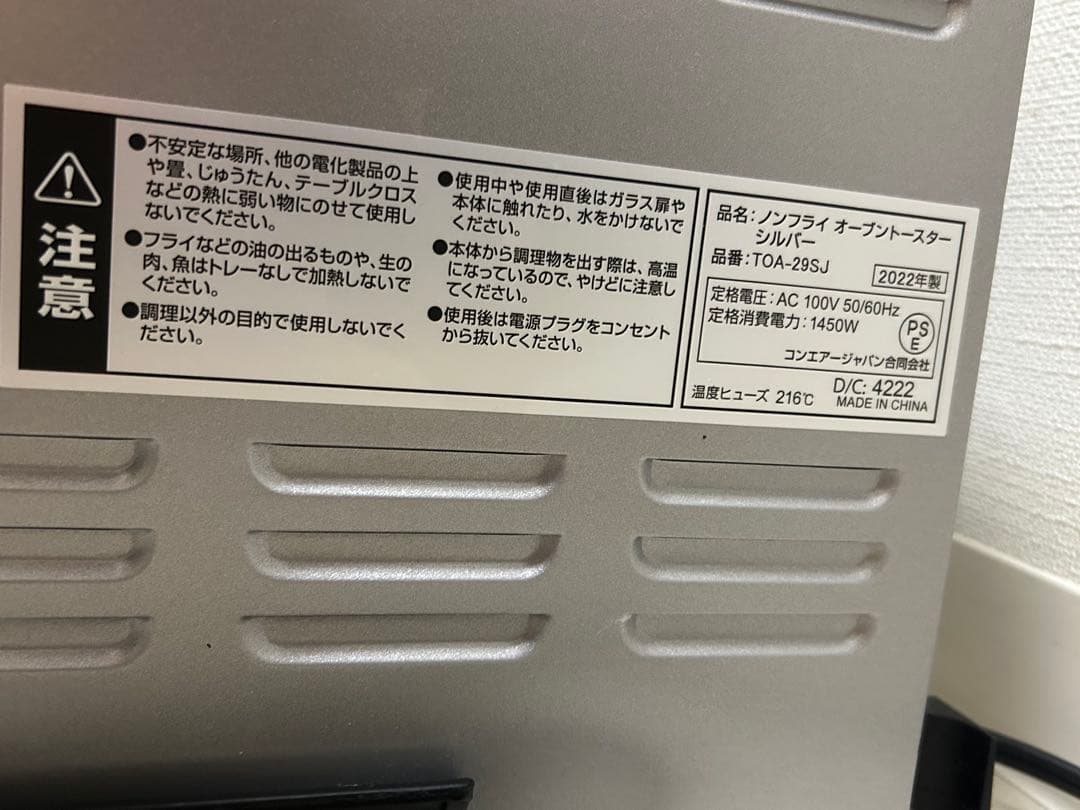 注意
●不安定な場所、他の電化製品の上
や畳、じゅうたん、テーブルクロス
などの熱に弱い物にのせて使用し
ないでください。
●フライなどの油の出るものや、生の
肉、魚はトレーなしで加熱しないで
ください。
●調理以外の目的で使用しないでく
ださい。
●使用中や使用直後はガラス扉や
本体に触れたり、水をかけないで
ください。
●本体から調理物を出す際は、高温
になっているので、やけどに注意し
てください。
●使用後は電源プラグをコンセント
から抜いてください。
品名：ノンフライ オーブントースター
シルバー
品番：TOA-29SJ
2022年製
定格電圧：AC 100V 50/60Hz
定格消費電力：1450W
PS
E
コンエアージャパン合同会社
温度ヒューズ 216℃
D/C: 4222
MADE IN CHINA